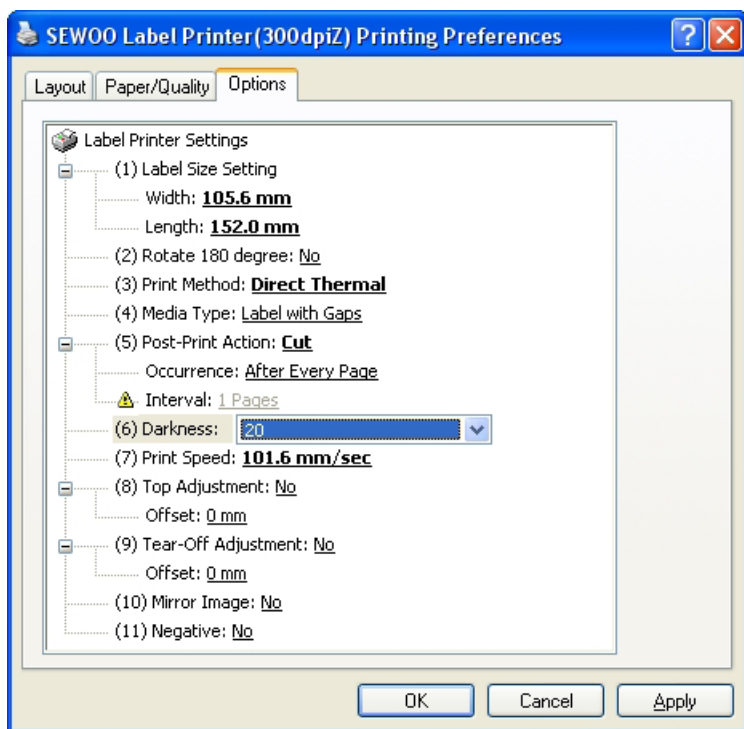 SEWOO Label Printer(300dpiZ) Printing Preferences
Layout Paper/Quality Options
Label Printer Settings
(1) Label Size Setting
Width: 105.6 mm
Length: 152.0 mm
(2) Rotate 180 degree: No
(3) Print Method: Direct Thermal
(4) Media Type: Label with Gaps
(5) Post-Print Action: Cut
Occurrence: After Every Page
Interval: 1 Pages
(6) Darkness: 20
(7) Print Speed: 101.6 mm/sec
(8) Top Adjustment: No
Offset: 0 mm
(9) Tear-Off Adjustment: No
Offset: 0 mm
(10) Mirror Image: No
(11) Negative: No
OK Cancel Apply